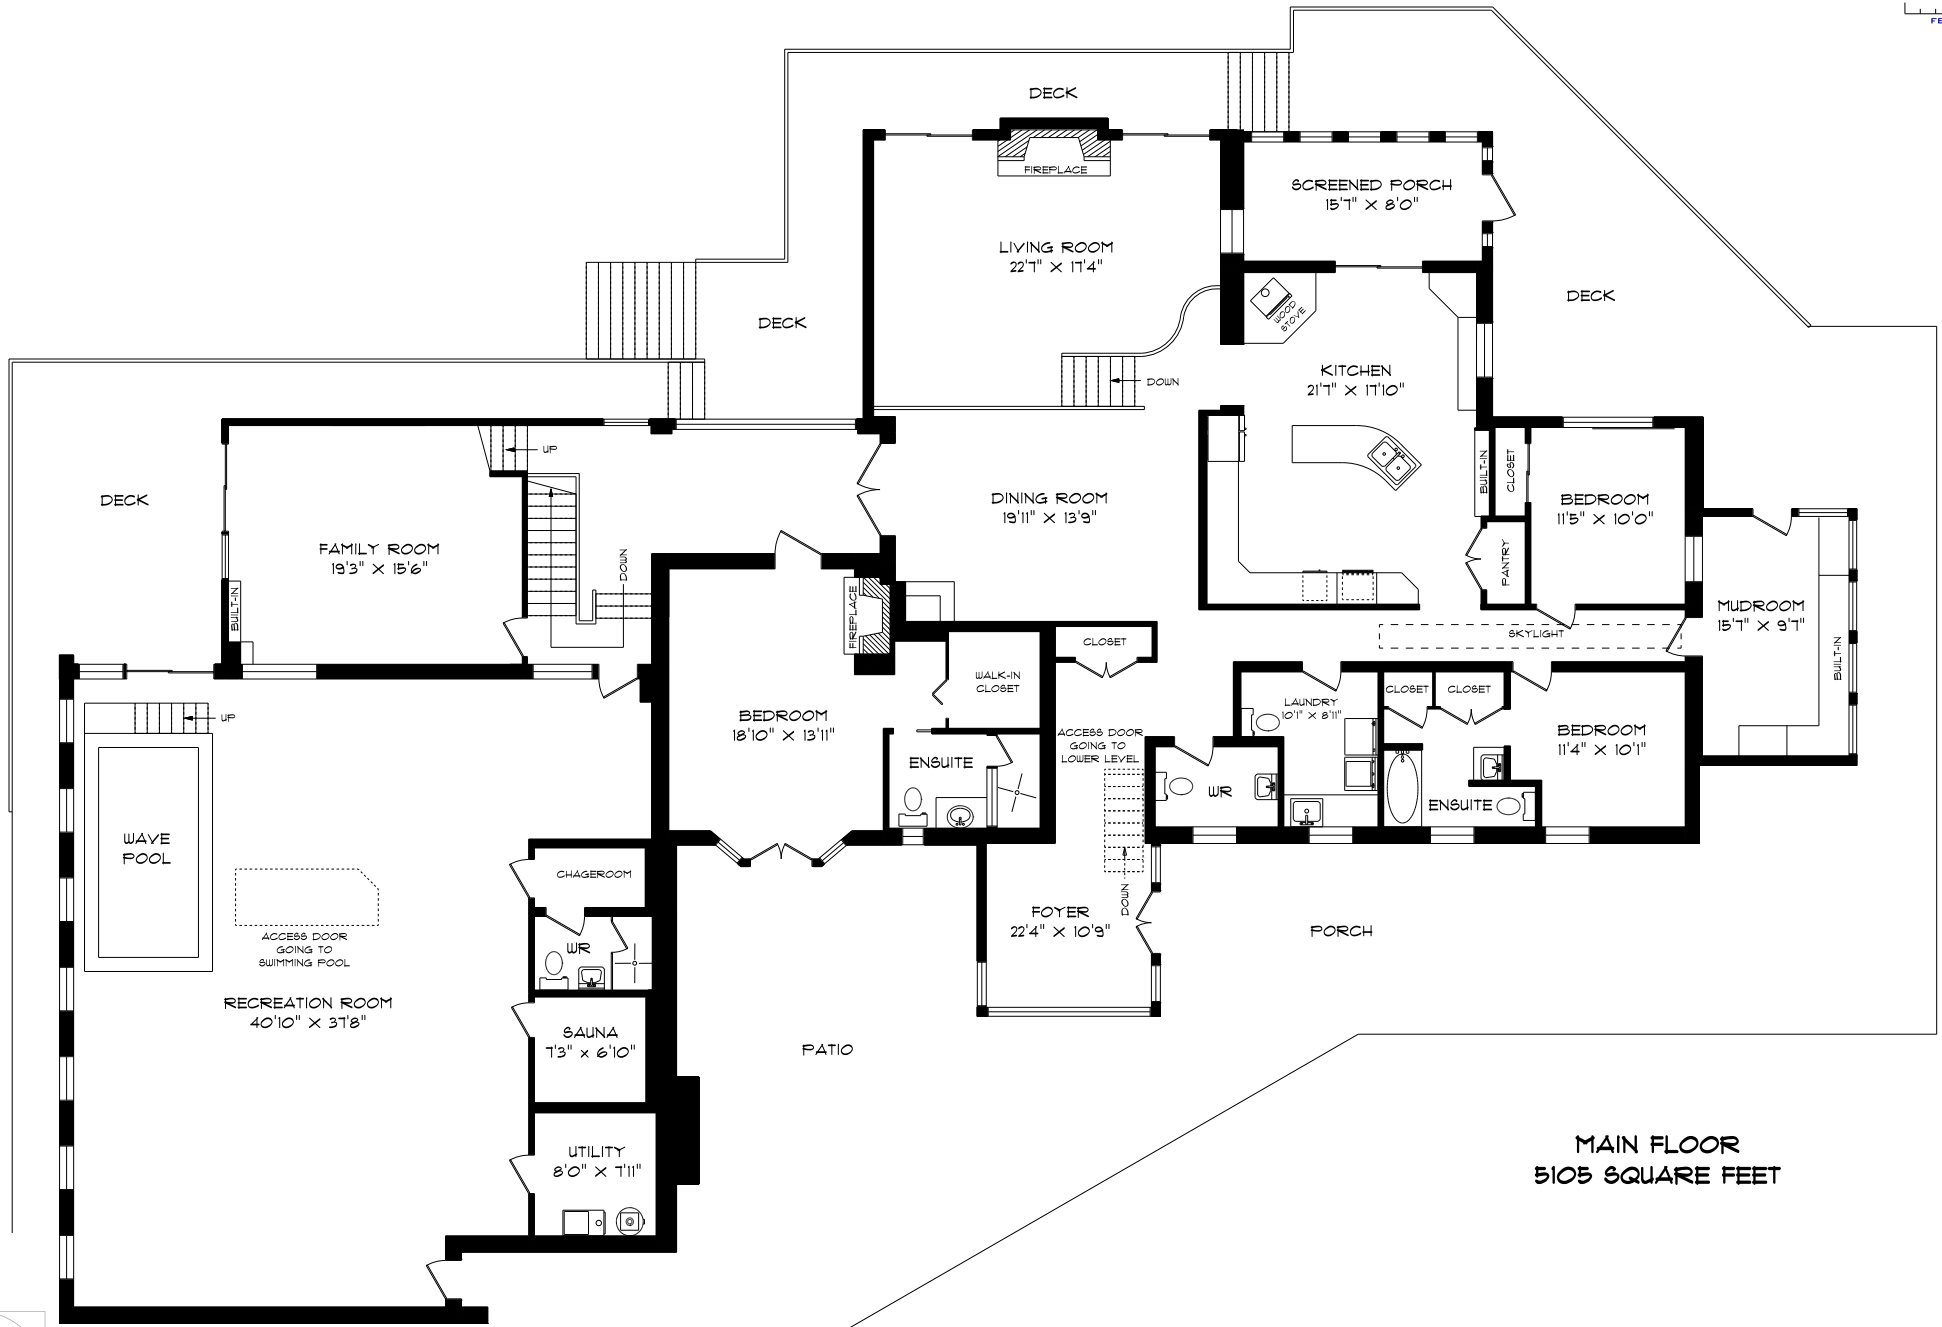 FE
DECK
FIREPLACE
SCREENED PORCH
15'7" X 8'0"
LIVING ROOM
22'7" X 17'4"
DECK
DECK
WOOD
STOVE
KITCHEN
21'7" X 17'10"
DOWN
UP
DECK
DINING ROOM
19'11" X 13'9"
BUILT-IN
CLOSET
BEDROOM
11'5" X 10'0"
FAMILY ROOM
19'3" X 15'6"
DOWN
PANTRY
BUILT-IN
FIREPLACE
MUDROOM
15'7" X 9'7"
SKYLIGHT
CLOSET
BUILT-IN
WALK-IN
CLOSET
LAUNDRY
10'1" X 8'11"
CLOSET
CLOSET
UP
BEDROOM
18'10" X 13'11"
ACCESS DOOR
GOING TO
LOWER LEVEL
BEDROOM
11'4" X 10'1"
ENSUITE
WR
ENSUITE
WAVE
POOL
CHAGEROOM
DOWN
FOYER
22'4" X 10'9"
PORCH
ACCESS DOOR
GOING TO
SWIMMING POOL
WR
RECREATION ROOM
40'10" X 37'8"
SAUNA
7'3" x 6'10"
PATIO
UTILITY
8'0" X 7'11"
MAIN FLOOR
5105 SQUARE FEET